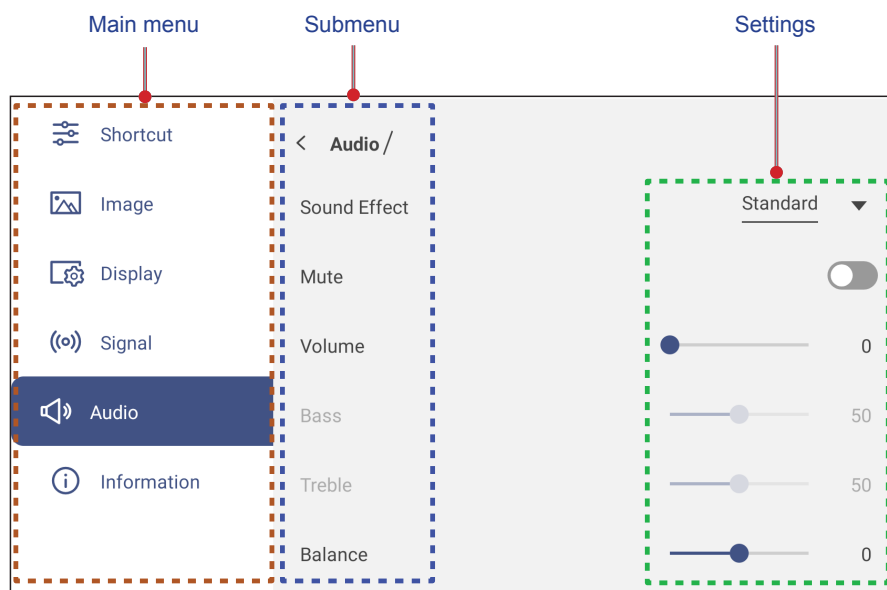 Main menu Submenu Settings
Shortcut
Audio /
Image
Sound Effect Standard
Display
Mute
Signal
Volume 0
Audio
Bass 50
Information
Treble 50
Balance 0